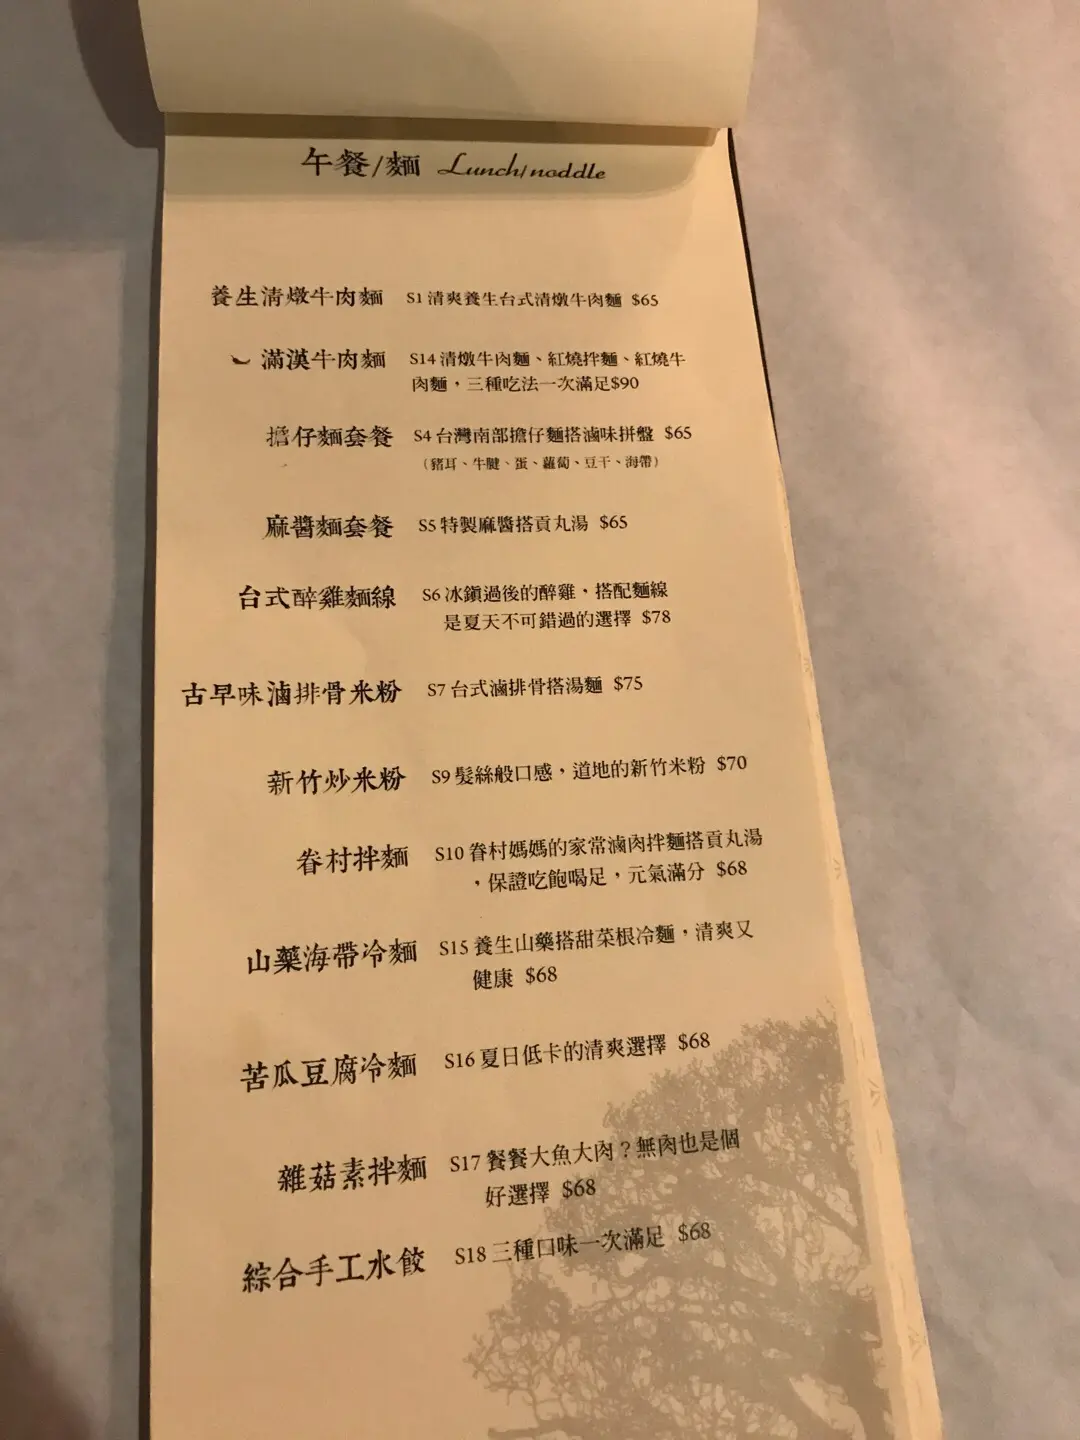 午餐/麵 Lunch/noddle
養生清燉牛肉麵 S1 清爽養生台式清燉牛肉麵 $65
滿漢牛肉麵 S14 清燉牛肉麵、紅燒拌麵、紅燒牛
肉麵，三種吃法一次滿足$90
擔仔麵套餐 S4 台灣南部擔仔麵搭滷味拼盤 $65
（豬耳、牛腱、蛋、蘿蔔、豆干、海帶）
麻醬麵套餐 S5 特製麻醬搭貢丸湯 $65
台式醉雞麵線 S6 冰鎮過後的醉雞，搭配麵線
是夏天不可錯過的選擇 $78
古早味滷排骨米粉 S7 台式滷排骨搭湯麵 $75
新竹炒米粉 S9 髮絲般口感，道地的新竹米粉 $70
眷村拌麵 S10 眷村媽媽的家常滷肉拌麵搭貢丸湯
，保證吃飽喝足，元氣滿分 $68
山藥海帶冷麵 S15 養生山藥搭甜菜根冷麵，清爽又
健康 $68
苦瓜豆腐冷麵 S16 夏日低卡的清爽選擇 $68
雜菇素拌麵 S17 餐餐大魚大肉？無肉也是個
好選擇 $68
綜合手工水餃 S18 三種口味一次滿足 $68